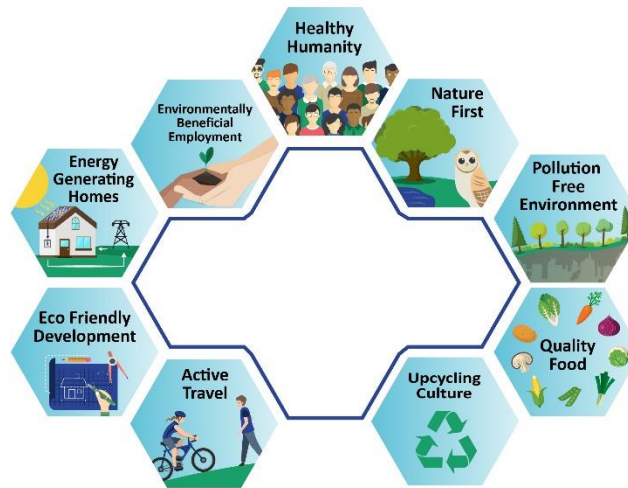 Healthy
Humanity
Environmentally
Beneficial
Employment
Nature
First
Energy
Generating
Homes
Pollution
Free
Environment
Eco Friendly
Development
Quality
Food
Active
Travel
Upcycling
Culture